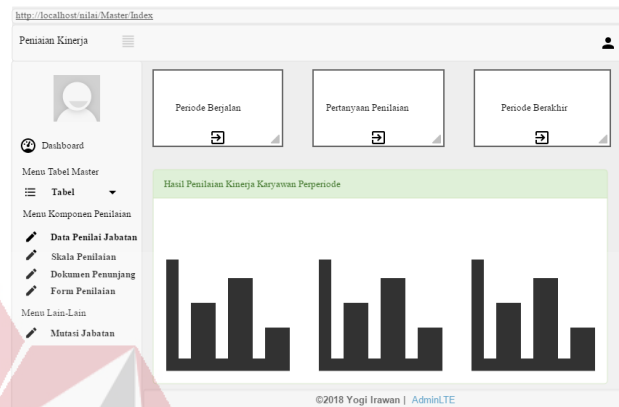 http://localhost/nilai/Master/Index
Peniaian Kinerja
Periode Berjalan
Pertanyaan Penilaian
Periode Berakhir
Dashboard
Menu Tabel Master
Tabel
Menu Komponen Penilaian
Data Penilai Jabatan
Skala Penilaian
Dokumen Penunjang
Form Penilaian
Menu Lain-Lain
Mutasi Jabatan
Hasil Penilaian Kinerja Karyawan Perperiode
©2018 Yogi Irawan | AdminLTE